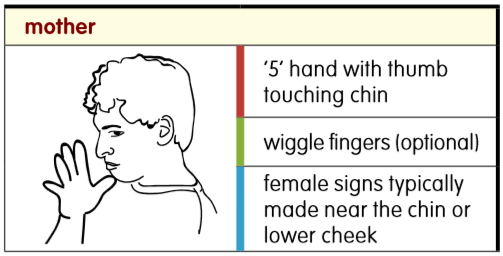 mother
'5' hand with thumb
touching chin
wiggle fingers (optional)
female signs typically
made near the chin or
lower cheek